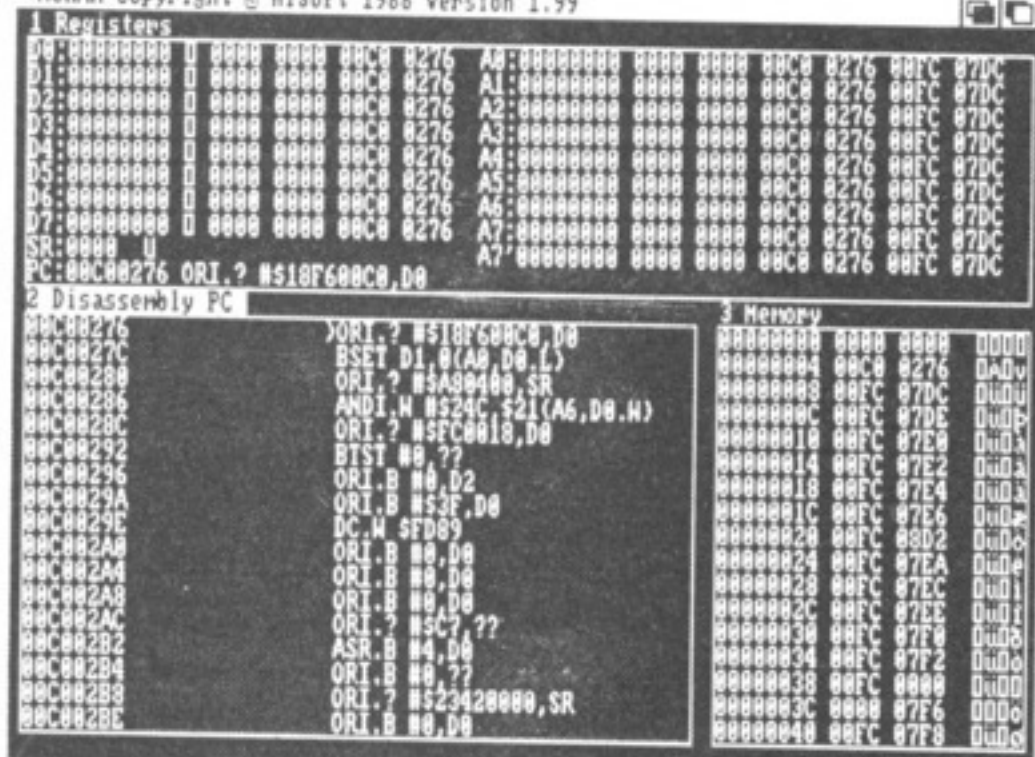 Copyright © HiSoft 1988 Version 1.99
1 Registers
D0:00000000 0000 0000 00C0 0276 A0:00000000 0000 0000 00C0 0276 00FC 07DC
D1:00000000 0000 0000 00C0 0276 A1:00000000 0000 0000 00C0 0276 00FC 07DC
D2:00000000 0000 0000 00C0 0276 A2:00000000 0000 0000 00C0 0276 00FC 07DC
D3:00000000 0000 0000 00C0 0276 A3:00000000 0000 0000 00C0 0276 00FC 07DC
D4:00000000 0000 0000 00C0 0276 A4:00000000 0000 0000 00C0 0276 00FC 07DC
D5:00000000 0000 0000 00C0 0276 A5:00000000 0000 0000 00C0 0276 00FC 07DC
D6:00000000 0000 0000 00C0 0276 A6:00000000 0000 0000 00C0 0276 00FC 07DC
D7:00000000 0000 0000 00C0 0276 A7:00000000 0000 0000 00C0 0276 00FC 07DC
SR:0000 U A7'00000000 0000 0000 00C0 0276 00FC 07DC
PC:00C00276 ORI.? #$18F600C0,D0
2 Disassembly PC
00C00276 >ORI.? #$18F600C0,D0
00C0027C BSET D1,0(A0,D0.L)
00C00280 ORI.? #$A80400,SR
00C00286 ANDI.W #$24C,$21(A6,D0.W)
00C0028C ORI.? #$FC0018,D0
00C00292 BTST #0,??
00C00296 ORI.B #0,D2
00C0029A ORI.B #$3F,D0
00C0029E DC.W $FD89
00C002A0 ORI.B #0,D0
00C002A4 ORI.B #0,D0
00C002A8 ORI.B #0,D0
00C002AC ORI.? #$C?,??
00C002B2 ASR.B #4,D0
00C002B4 ORI.B #0,??
00C002B8 ORI.? #$23420000,SR
00C002BE ORI.B #0,D0
3 Memory
00000000 0000 0000
00000004 00C0 0276
00000008 00FC 07DC
0000000C 00FC 07DE
00000010 00FC 07E0
00000014 00FC 07E2
00000018 00FC 07E4
0000001C 00FC 07E6
00000020 00FC 08D2
00000024 00FC 07EA
00000028 00FC 07EC
0000002C 00FC 07EE
00000030 00FC 07F0
00000034 00FC 07F2
00000038 00FC 0000
0000003C 0000 07F6
00000040 00FC 07F8